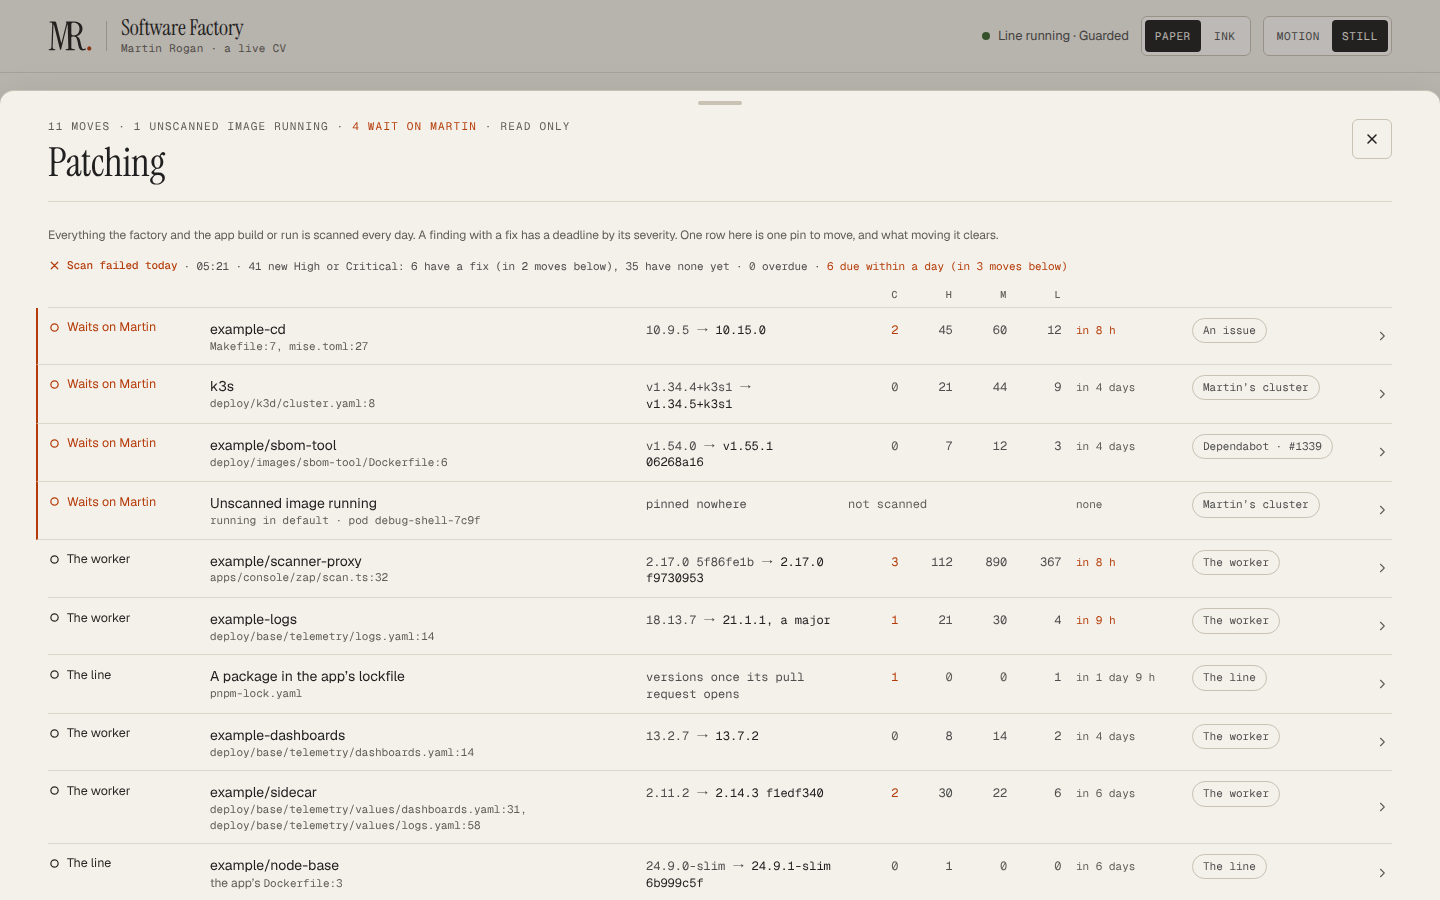 MR.
Software Factory
Martin Rogan · a live CV
Line running · Guarded
PAPER INK
MOTION STILL
11 MOVES · 1 UNSCANNED IMAGE RUNNING · 4 WAIT ON MARTIN · READ ONLY
Patching
Everything the factory and the app build or run is scanned every day. A finding with a fix has a deadline by its severity. One row here is one pin to move, and what moving it clears.
Scan failed today · 05:21 · 41 new High or Critical: 6 have a fix (in 2 moves below), 35 have none yet · 0 overdue · 6 due within a day (in 3 moves below)
C H M L
Waits on Martin example-cd 10.9.5 → 10.15.0 2 45 60 12 in 8 h An issue
Makefile:7, mise.toml:27
Waits on Martin k3s v1.34.4+k3s1 → 0 21 44 9 in 4 days Martin's cluster
deploy/k3d/cluster.yaml:8 v1.34.5+k3s1
Waits on Martin example/sbom-tool v1.54.0 → v1.55.1 0 7 12 3 in 4 days Dependabot · #1339
deploy/images/sbom-tool/Dockerfile:6 06268a16
Waits on Martin Unscanned image running pinned nowhere not scanned none Martin's cluster
running in default · pod debug-shell-7c9f
The worker example/scanner-proxy 2.17.0 5f86fe1b → 2.17.0 3 112 890 367 in 8 h The worker
apps/console/zap/scan.ts:32 f9730953
The worker example-logs 18.13.7 → 21.1.1, a major 1 21 30 4 in 9 h The worker
deploy/base/telemetry/logs.yaml:14
The line A package in the app's lockfile versions once its pull 1 0 0 1 in 1 day 9 h The line
pnpm-lock.yaml request opens
The worker example-dashboards 13.2.7 → 13.7.2 0 8 14 2 in 4 days The worker
deploy/base/telemetry/dashboards.yaml:14
The worker example/sidecar 2.11.2 → 2.14.3 f1edf340 2 30 22 6 in 6 days The worker
deploy/base/telemetry/values/dashboards.yaml:31,
deploy/base/telemetry/values/logs.yaml:58
The line example/node-base 24.9.0-slim → 24.9.1-slim 0 1 0 0 in 6 days The line
the app's Dockerfile:3 6b999c5f